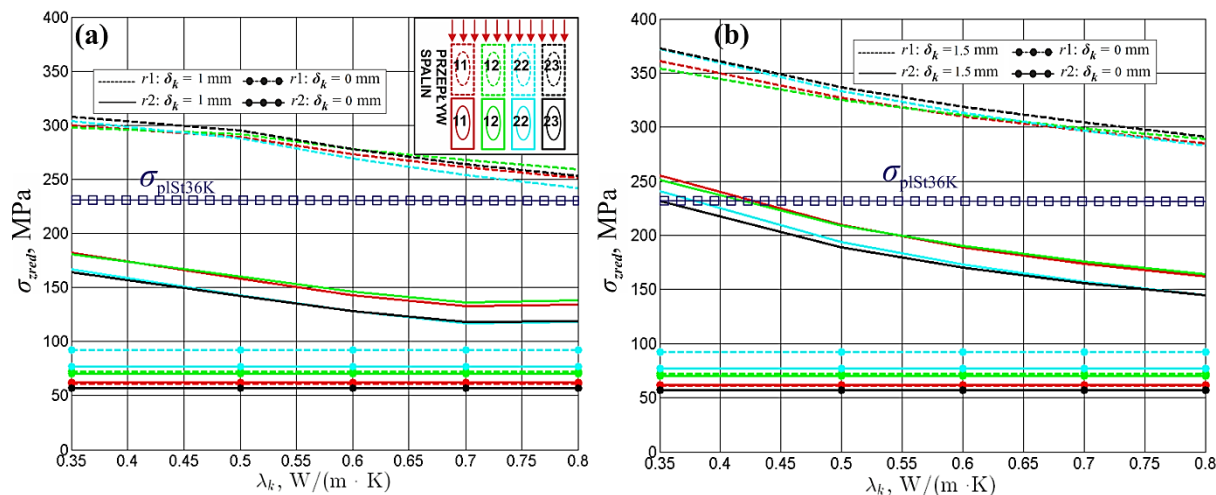 (a)
400
350
300
250
200
150
100
50
0
σzred, MPa
0.35 0.4 0.45 0.5 0.55 0.6 0.65 0.7 0.75 0.8
λk, W/(m · K)
r1: δk = 1 mm r1: δk = 0 mm
r2: δk = 1 mm r2: δk = 0 mm
PRZEPŁYW
SPALIN
11 12 22 23
11 12 22 23
σplSt36K
(b)
400
350
300
250
200
150
100
50
0
σzred, MPa
0.35 0.4 0.45 0.5 0.55 0.6 0.65 0.7 0.75 0.8
λk, W/(m · K)
r1: δk =1.5 mm r1: δk = 0 mm
r2: δk =1.5 mm r2: δk = 0 mm
σplSt36K